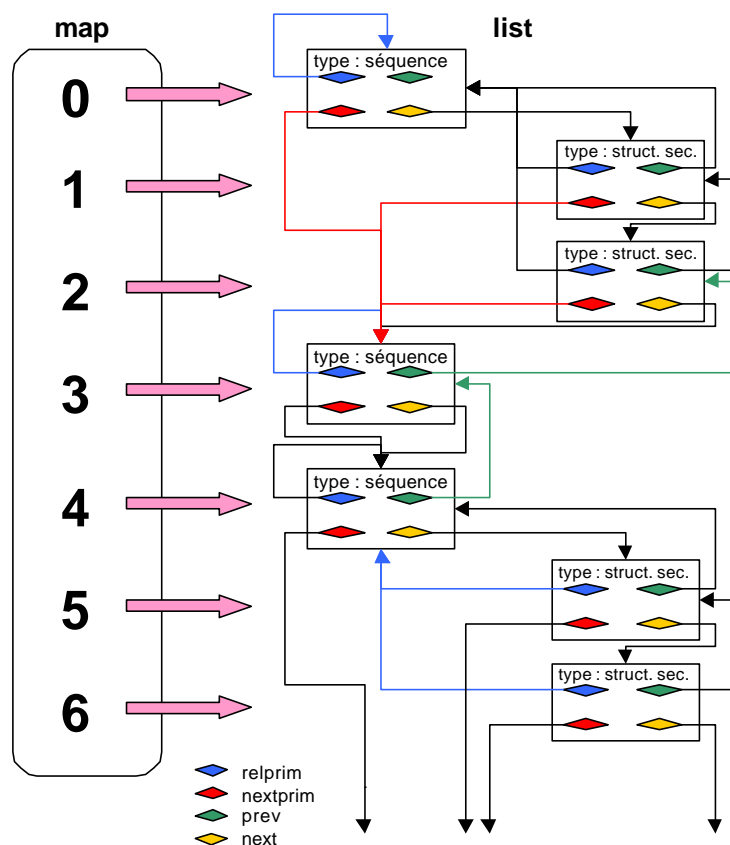 map
list
0
type : séquence
1
type : struct. sec.
2
type : struct. sec.
3
type : séquence
4
type : séquence
5
type : struct. sec.
6
type : struct. sec.
relprim
nextprim
prev
next